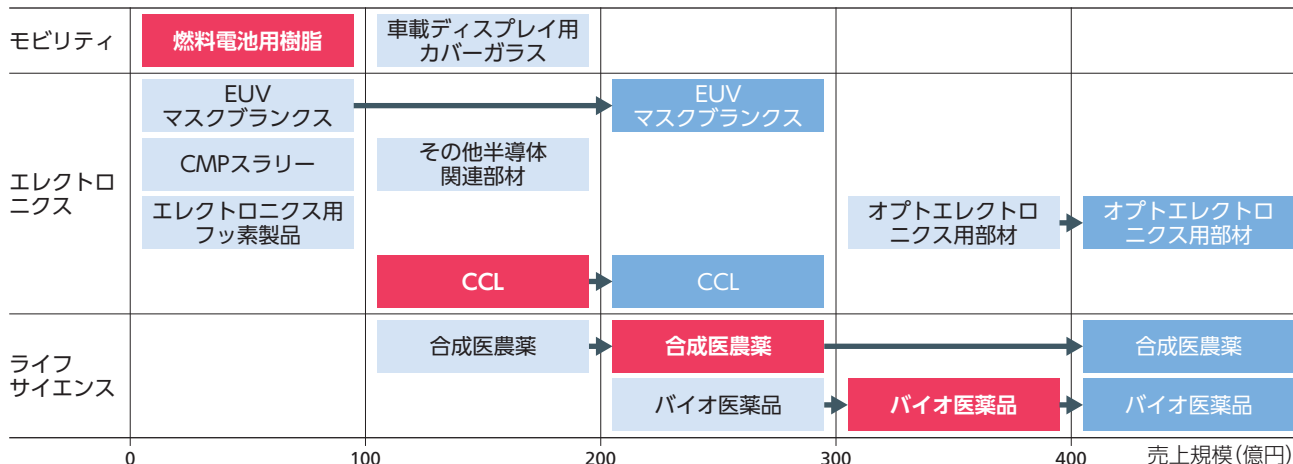 モビリティ
燃料電池用樹脂
車載ディスプレイ用
カバーガラス
エレクトロ
ニクス
EUV
マスクブランクス
EUV
マスクブランクス
CMPスラリー
その他半導体
関連部材
エレクトロニクス用
フッ素製品
オプトエレクトロ
ニクス用部材
オプトエレクトロ
ニクス用部材
CCL
CCL
ライフ
サイエンス
合成医農薬
合成医農薬
合成医農薬
バイオ医薬品
バイオ医薬品
バイオ医薬品
0
100
200
300
400
売上規模(億円)